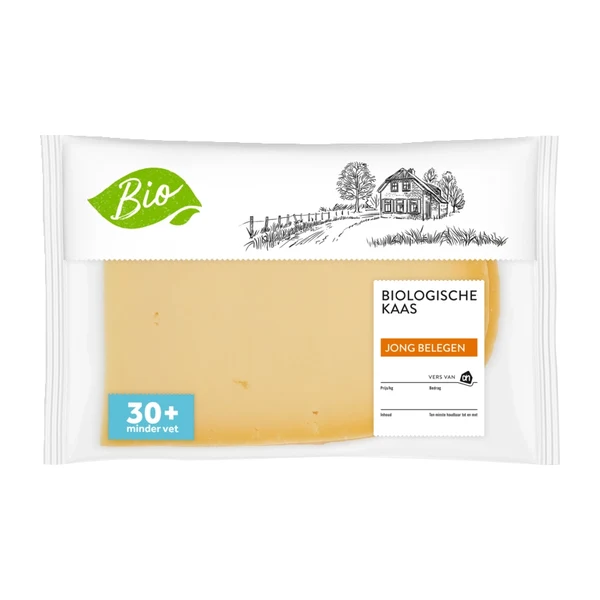 Bio
BIOLOGISCHE
KAAS
JONG BELEGEN
VERS VAN ah
Prijs/kg Bedrag
Inhoud Ten minste houdbaar tot en met
30+
minder vet